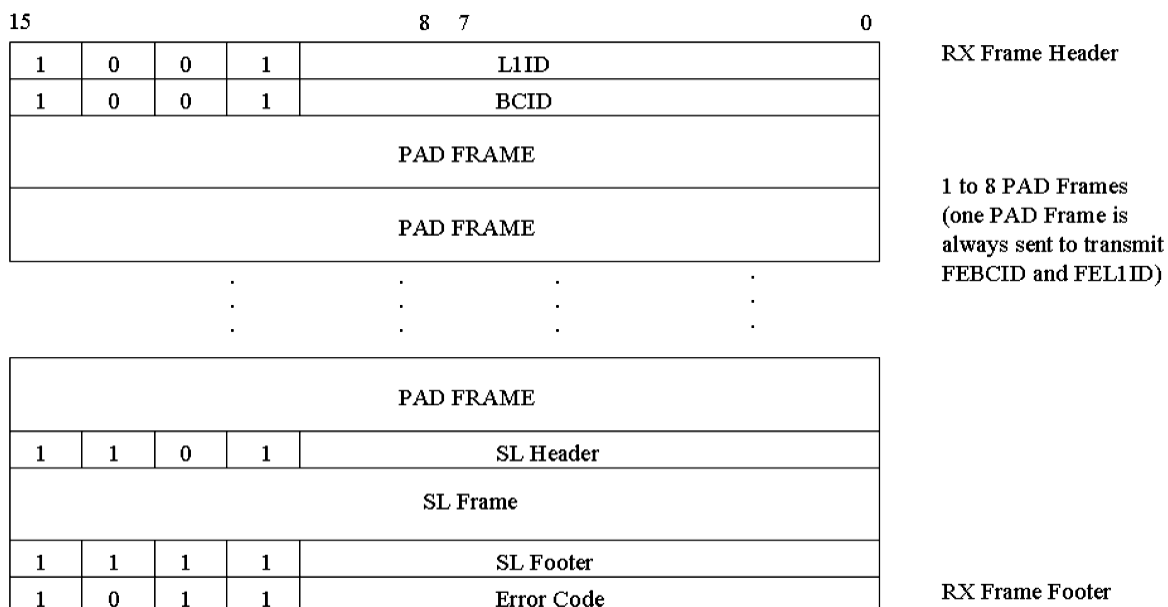 15 8 7 0
1 0 0 1 L1ID RX Frame Header
1 0 0 1 BCID
PAD FRAME
PAD FRAME
1 to 8 PAD Frames
(one PAD Frame is
always sent to transmit
FEBCID and FEL1ID)
PAD FRAME
1 1 0 1 SL Header
SL Frame
1 1 1 1 SL Footer
1 0 1 1 Error Code RX Frame Footer